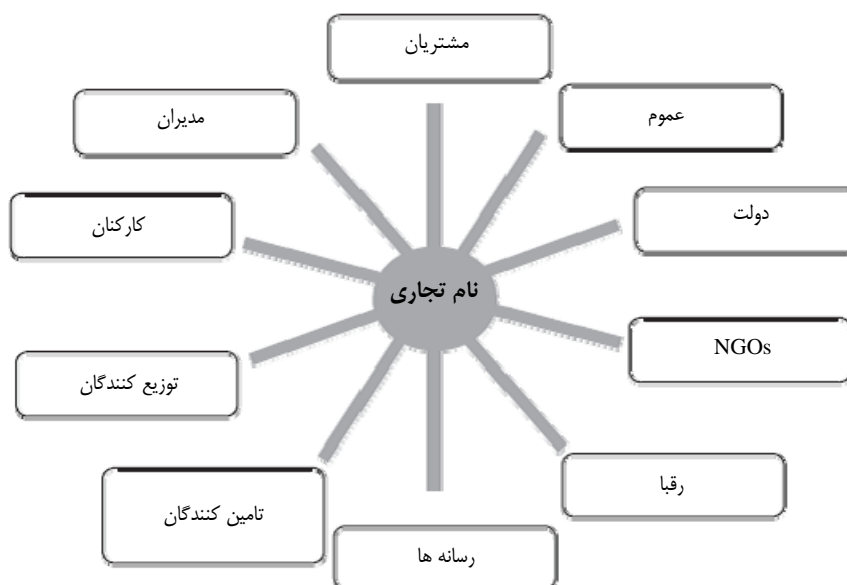 مشتریان
عموم
مدیران
دولت
کارکنان
نام تجاری
NGOs
توزیع کنندگان
رقبا
تامین کنندگان
رسانه ها